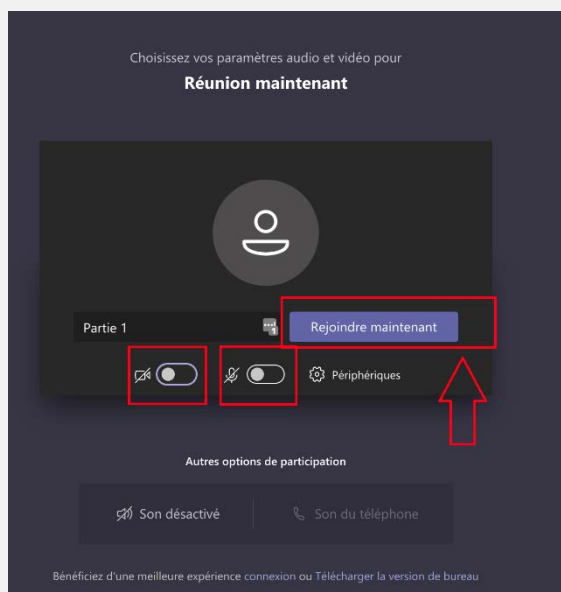 Choisissez vos paramètres audio et vidéo pour
Réunion maintenant
Partie 1
Rejoindre maintenant
Périphériques
Autres options de participation
Son désactivé
Son du téléphone
Bénéficiez d'une meilleure expérience connexion ou Télécharger la version de bureau